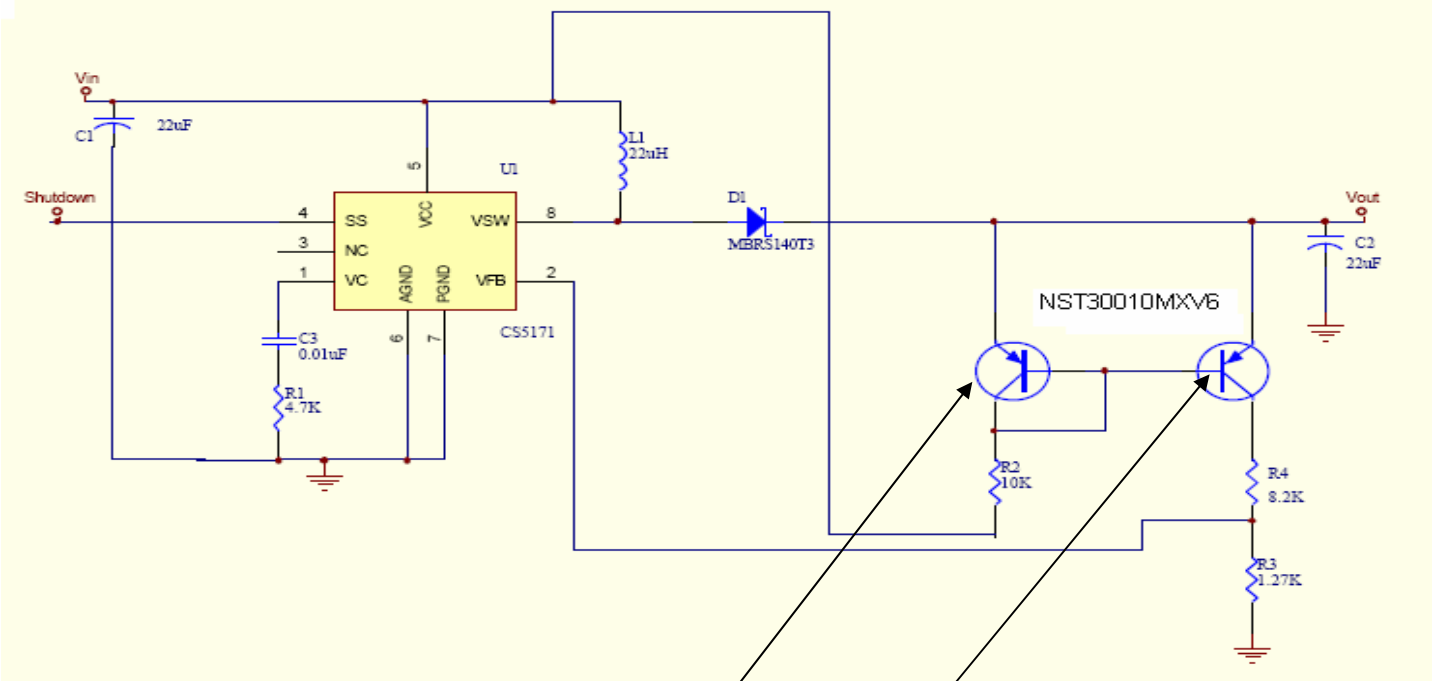 Vin
C1
22uF
L1
22uH
U1
5
VCC
Shutdown
4
SS
VSW
8
3
NC
1
VC
AGND
PGND
VFB
2
6
7
CS5171
C3
0.01uF
R1
4.7K
D1
MBRS140T3
Vout
C2
22uF
NST30010MXV6
R2
10K
R4
8.2K
R3
1.27K